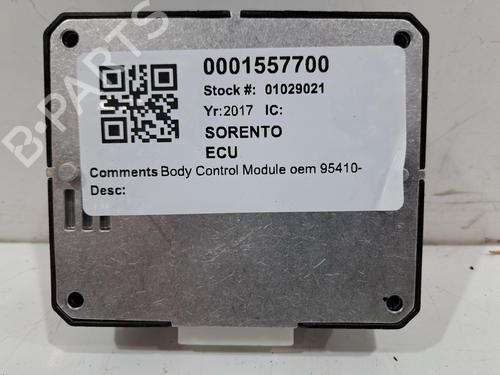 0001557700
Stock #: 01029021
Yr:2017 IC:
SORENTO
ECU
Comments Body Control Module oem 95410-
Desc:
B-PARTS